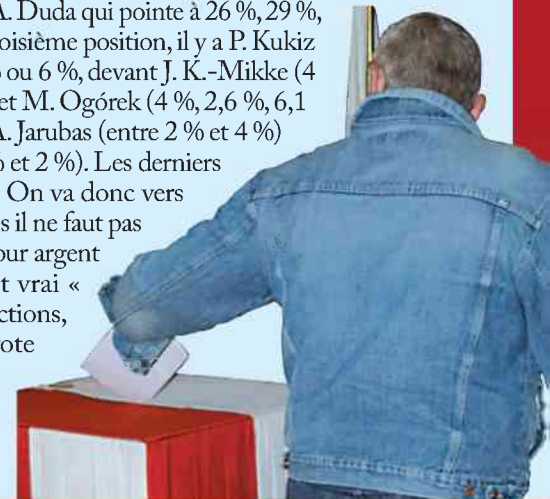 A. Duda qui pointe à 26 %, 29 %,
oisième position, il y a P. Kukiz
ou 6 %, devant J. K.-Mikke (4
et M. Ogórek (4 %, 2,6 %, 6,1
A. Jarubas (entre 2 % et 4 %)
% et 2 %). Les derniers
On va donc vers
s il ne faut pas
our argent
t vrai «
ctions,
ote